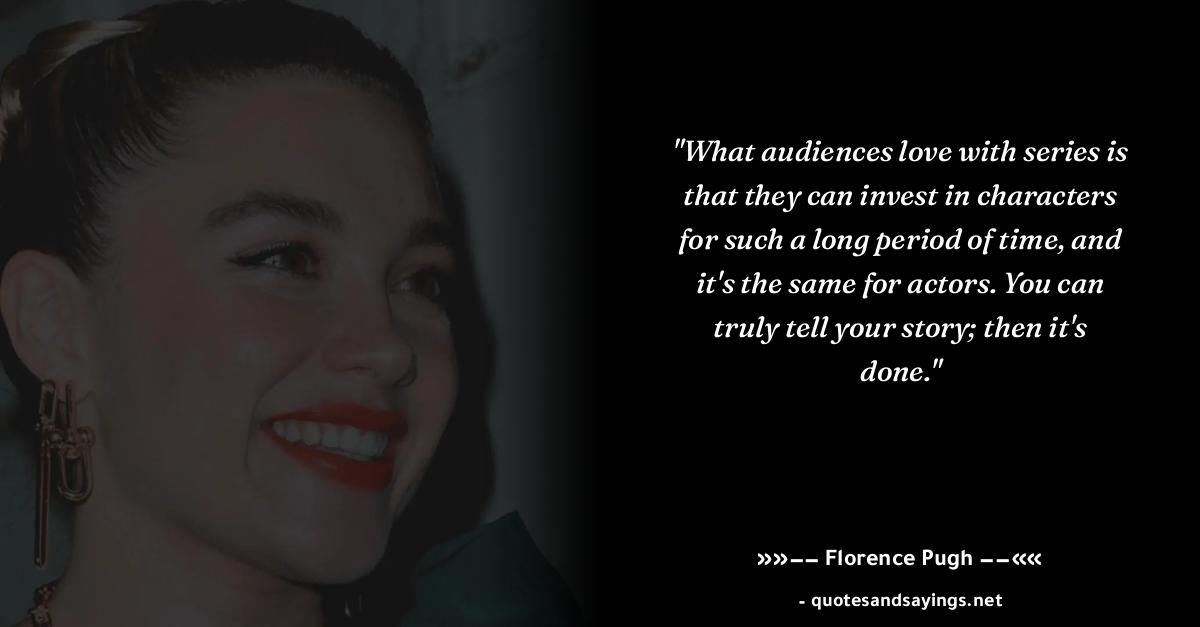 "What audiences love with series is
that they can invest in characters
for such a long period of time, and
it's the same for actors. You can
truly tell your story; then it's
done."
»»−− Florence Pugh −−««
- quotesandsayings.net